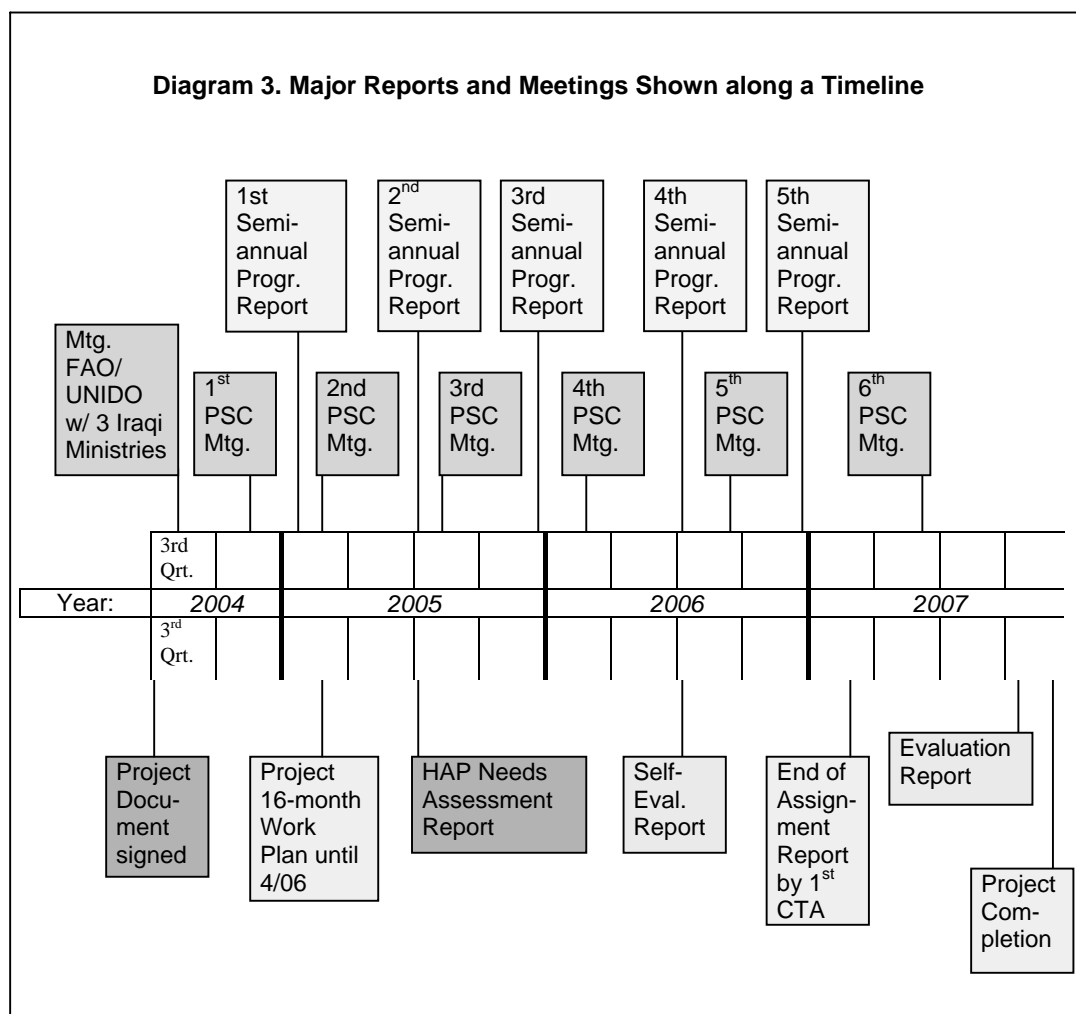 Diagram 3. Major Reports and Meetings Shown along a Timeline
1st
Semi-
annual
Progr.
Report
2nd
Semi-
annual
Progr.
Report
3rd
Semi-
annual
Progr.
Report
4th
Semi-
annual
Progr.
Report
5th
Semi-
annual
Progr.
Report
Mtg.
FAO/
UNIDO
w/ 3 Iraqi
Ministries
1st
PSC
Mtg.
2nd
PSC
Mtg.
3rd
PSC
Mtg.
4th
PSC
Mtg.
5th
PSC
Mtg.
6th
PSC
Mtg.
3rd
Qrt.
Year: 2004 2005 2006 2007
3rd
Qrt.
Project
Docu-
ment
signed
Project
16-month
Work
Plan until
4/06
HAP Needs
Assessment
Report
Self-
Eval.
Report
End of
Assign-
ment
Report
by 1st
CTA
Evaluation
Report
Project
Com-
pletion